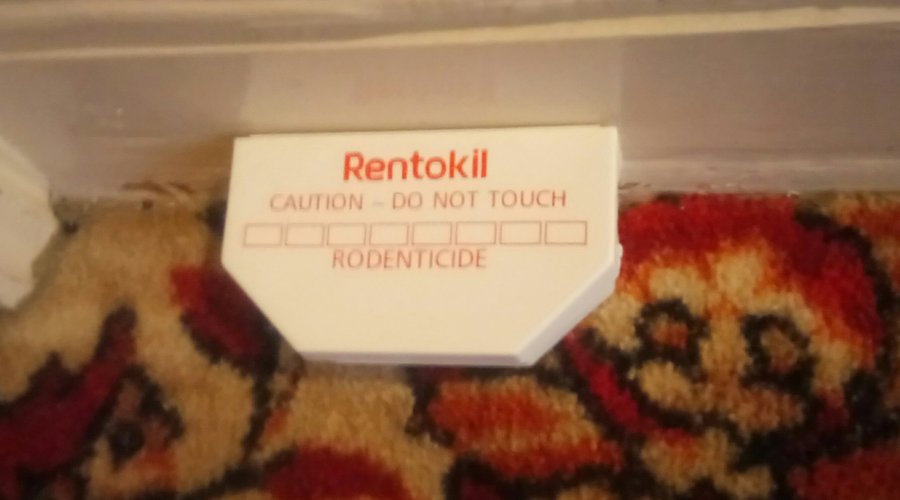 Rentokil
CAUTION – DO NOT TOUCH
RODENTICIDE